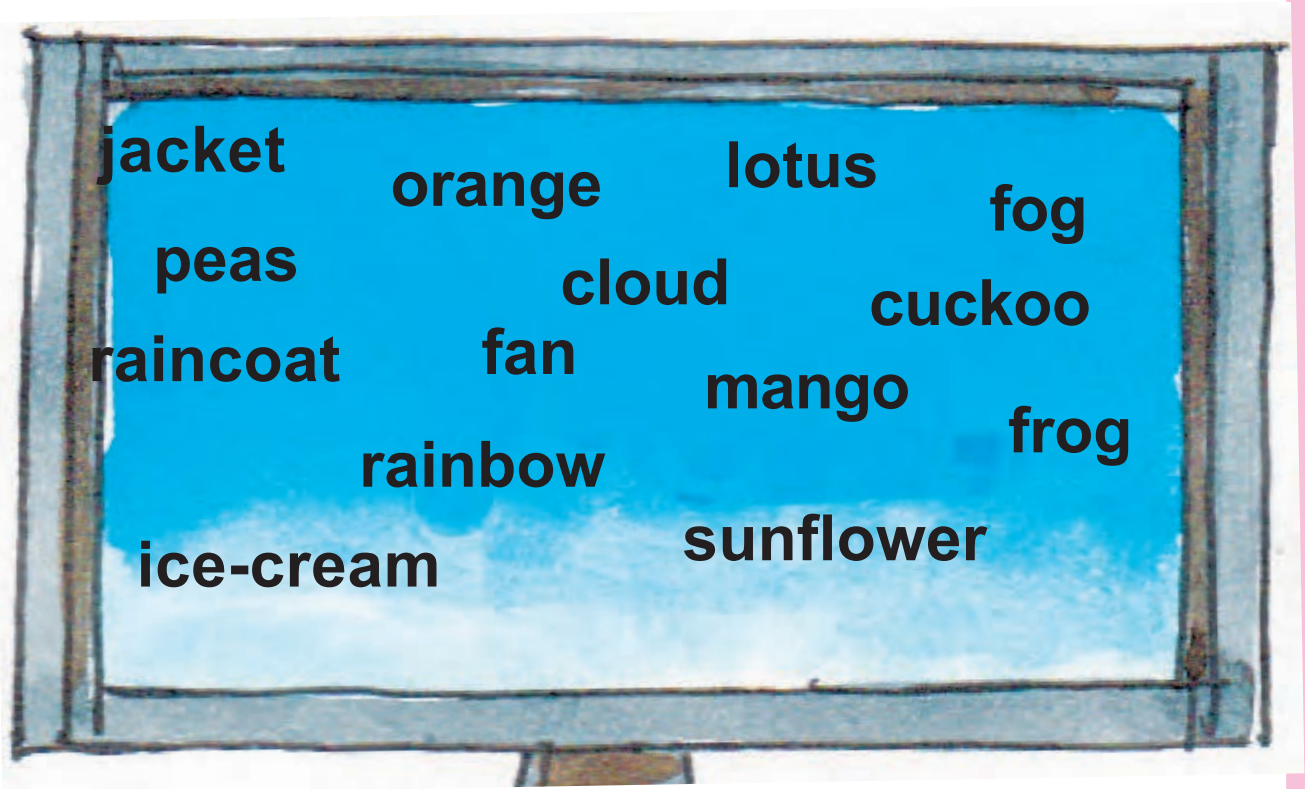 jacket
orange
lotus
fog
peas
cloud
cuckoo
raincoat
fan
mango
frog
rainbow
sunflower
ice-cream